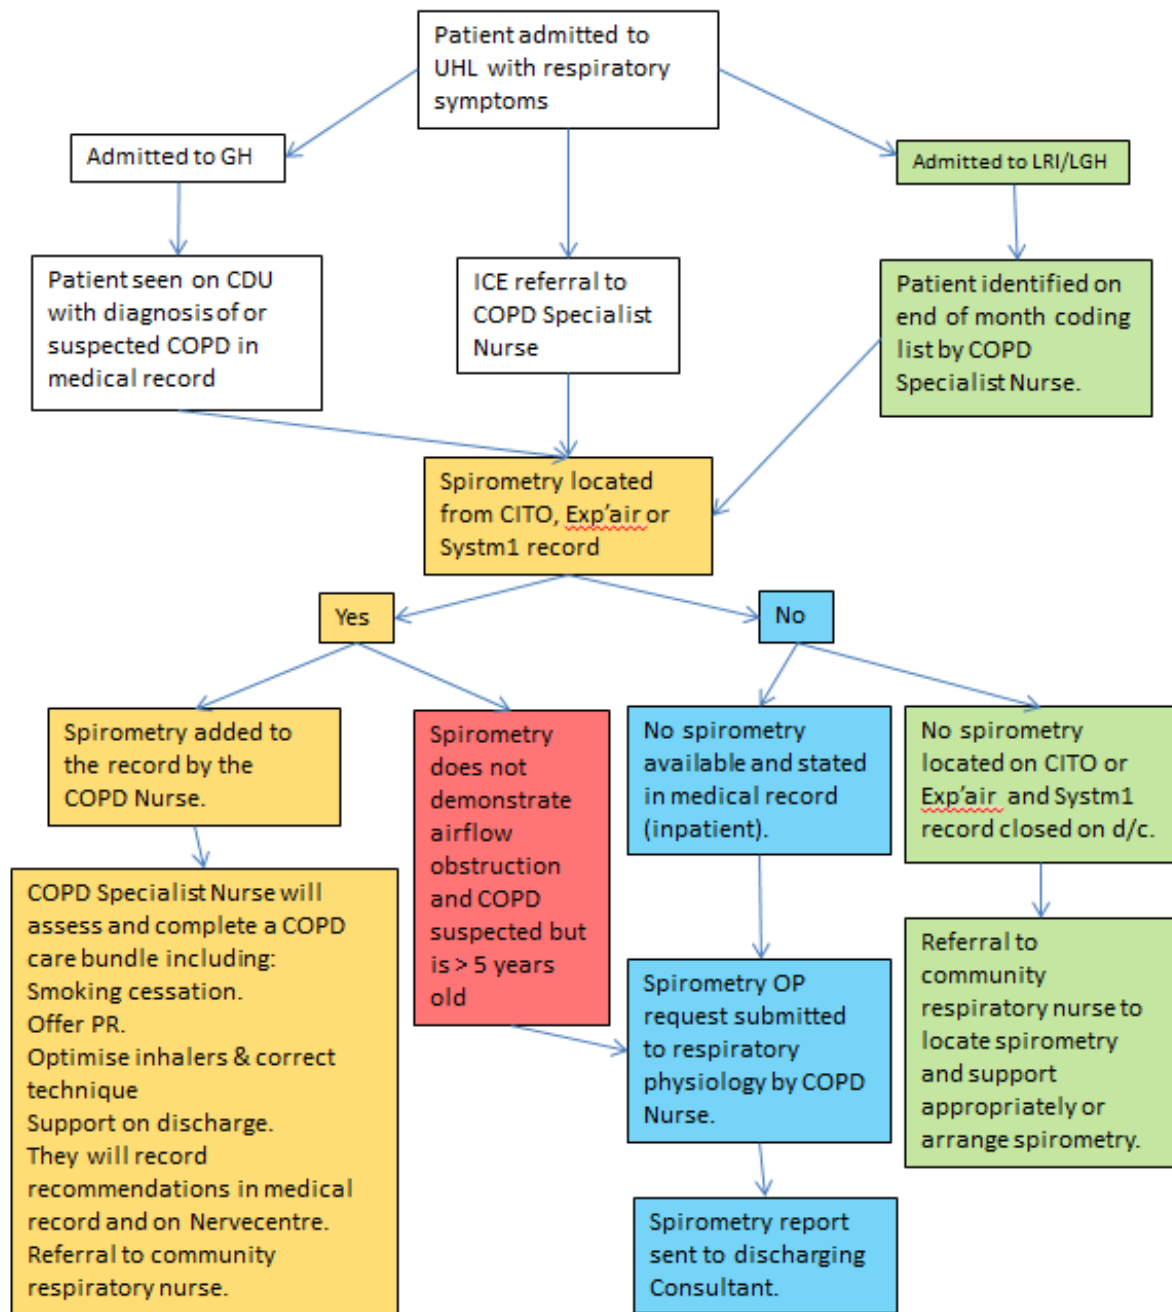 Patient admitted to
UHL with respiratory
symptoms
Admitted to GH
Admitted to LRI/LGH
Patient seen on CDU
with diagnosis of or
suspected COPD in
medical record
ICE referral to
COPD Specialist
Nurse
Patient identified on
end of month coding
list by COPD
Specialist Nurse.
Spirometry located
from CITO, Exp'air or
Systm1 record
Yes
No
Spirometry added to
the record by the
COPD Nurse.
Spirometry
does not
demonstrate
airflow
obstruction
and COPD
suspected but
is > 5 years
old
No spirometry
available and stated
in medical record
(inpatient).
No spirometry
located on CITO or
Exp'air and Systm1
record closed on d/c.
COPD Specialist Nurse will
assess and complete a COPD
care bundle including:
Smoking cessation.
Offer PR.
Optimise inhalers & correct
technique
Support on discharge.
They will record
recommendations in medical
record and on Nervecentre.
Referral to community
respiratory nurse.
Spirometry OP
request submitted
to respiratory
physiology by COPD
Nurse.
Referral to
community
respiratory nurse to
locate spirometry
and support
appropriately or
arrange spirometry.
Spirometry report
sent to discharging
Consultant.